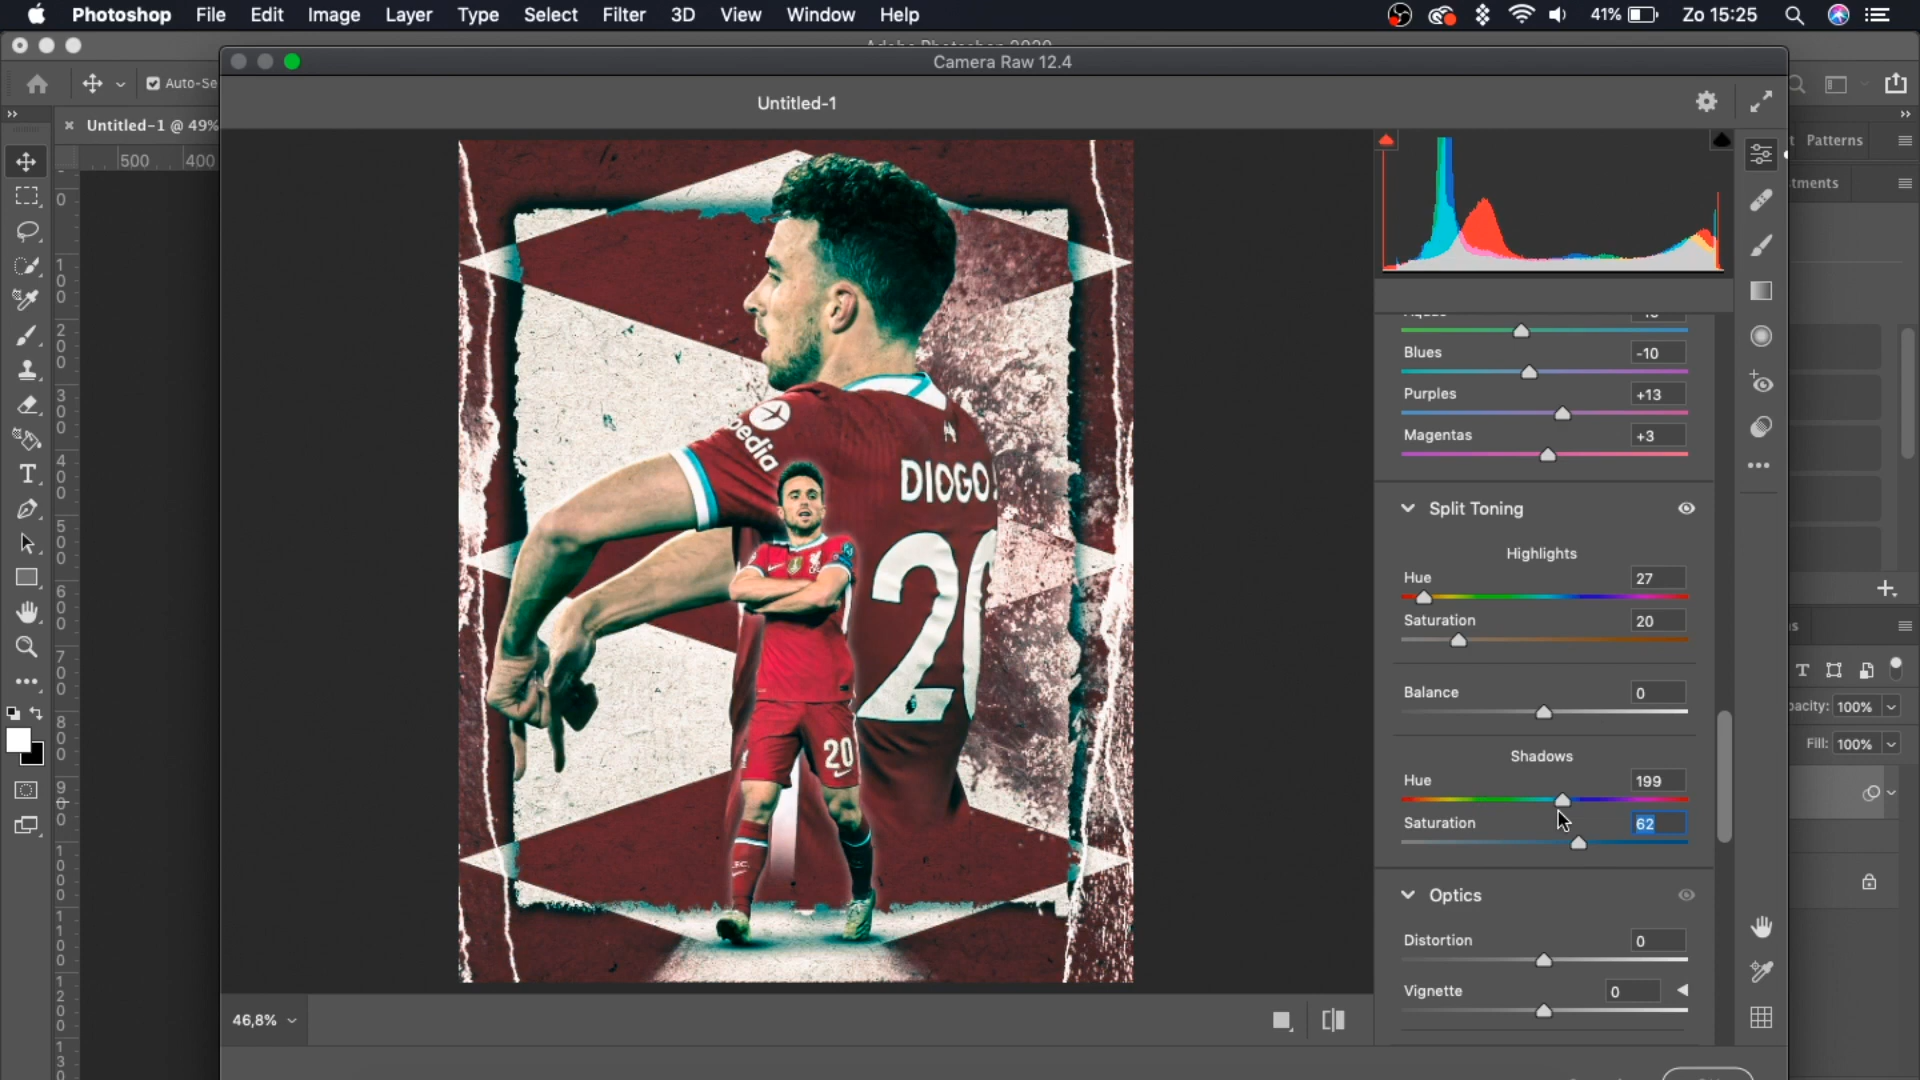 Photoshop File Edit Image Layer Type Select Filter 3D View Window Help 41% Zo 15:25
Camera Raw 12.4
Auto-Se
Untitled-1
Untitled-1 @ 49%
Patterns
500 400
Blues -10
Purples +13
Magentas +3
Split Toning
Highlights
Hue 27
Saturation 20
Balance 0
Shadows
Hue 199
Saturation 62
Optics
Distortion 0
Vignette 0
pedia
DIOGO
20
20
Opacity: 100%
Fill: 100%
46,8%